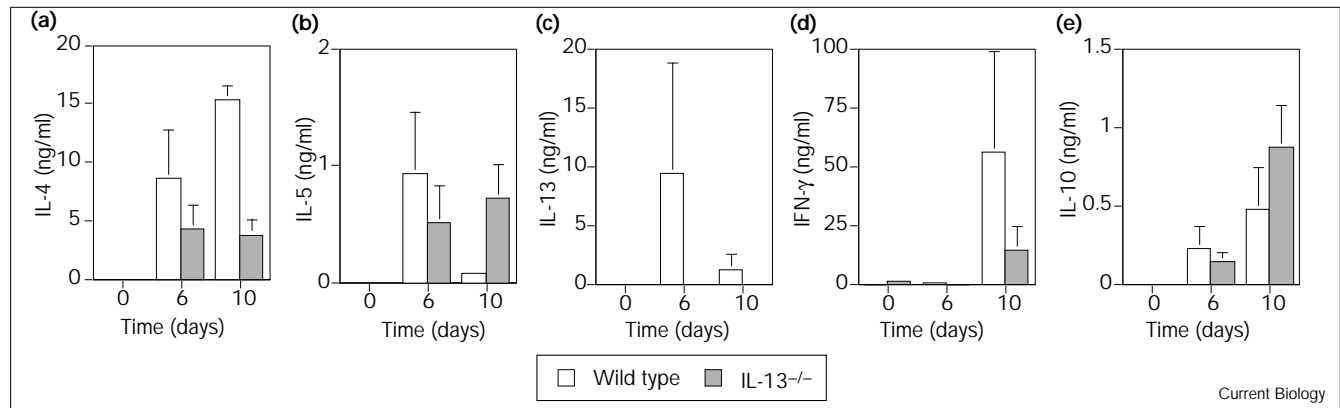 (a)
IL-4 (ng/ml)
20
15
10
5
0
0 6 10
Time (days)
(b)
IL-5 (ng/ml)
2
1
0
0 6 10
Time (days)
(c)
IL-13 (ng/ml)
20
15
10
5
0
0 6 10
Time (days)
(d)
IFN-γ (ng/ml)
100
75
50
25
0
0 6 10
Time (days)
(e)
IL-10 (ng/ml)
1.5
1
0.5
0
0 6 10
Time (days)
Wild type IL-13–/–
Current Biology